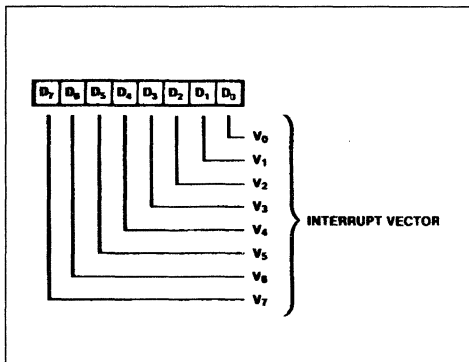 D7 D6 D5 D4 D3 D2 D1 D0
V0
V1
V2
V3
V4
V5
V6
V7
INTERRUPT VECTOR